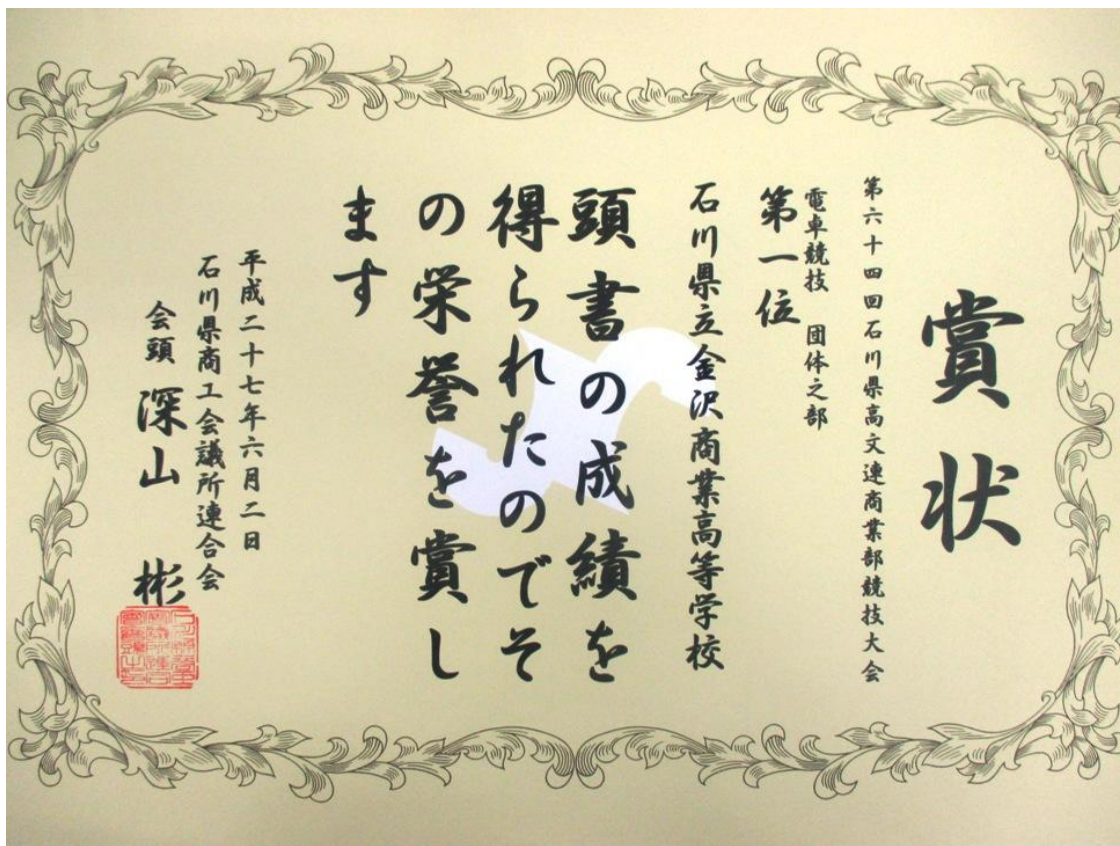 賞状
第六十四回石川県高文連商業部競技大会
電卓競技 団体之部
第一位
石川県立金沢商業高等学校
頭書の成績を
得られたのでそ
の栄誉を賞し
ます
平成二十七年六月二日
石川県商工会議所連合会
会頭 深山 彬